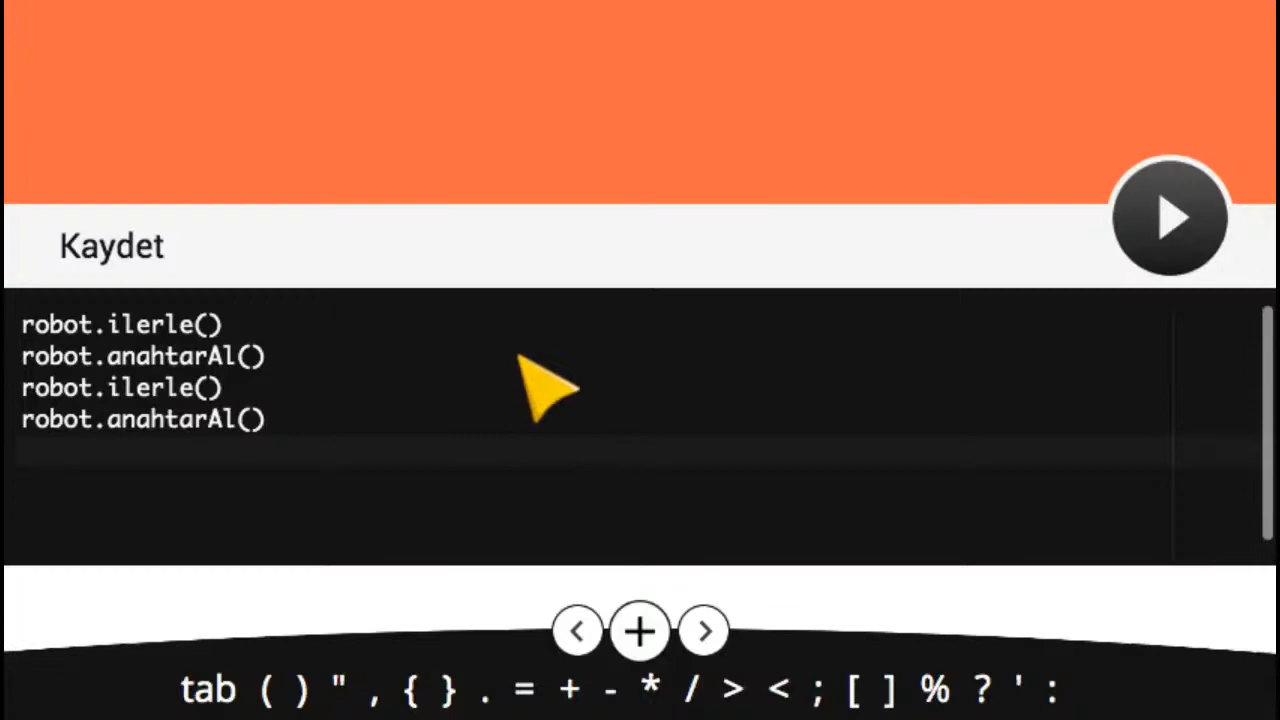 Kaydet
robot.ilerle()
robot.anahtarAl()
robot.ilerle()
robot.anahtarAl()
tab ( ) " , { } . = + - * / > < ; [ ] % ? ' :